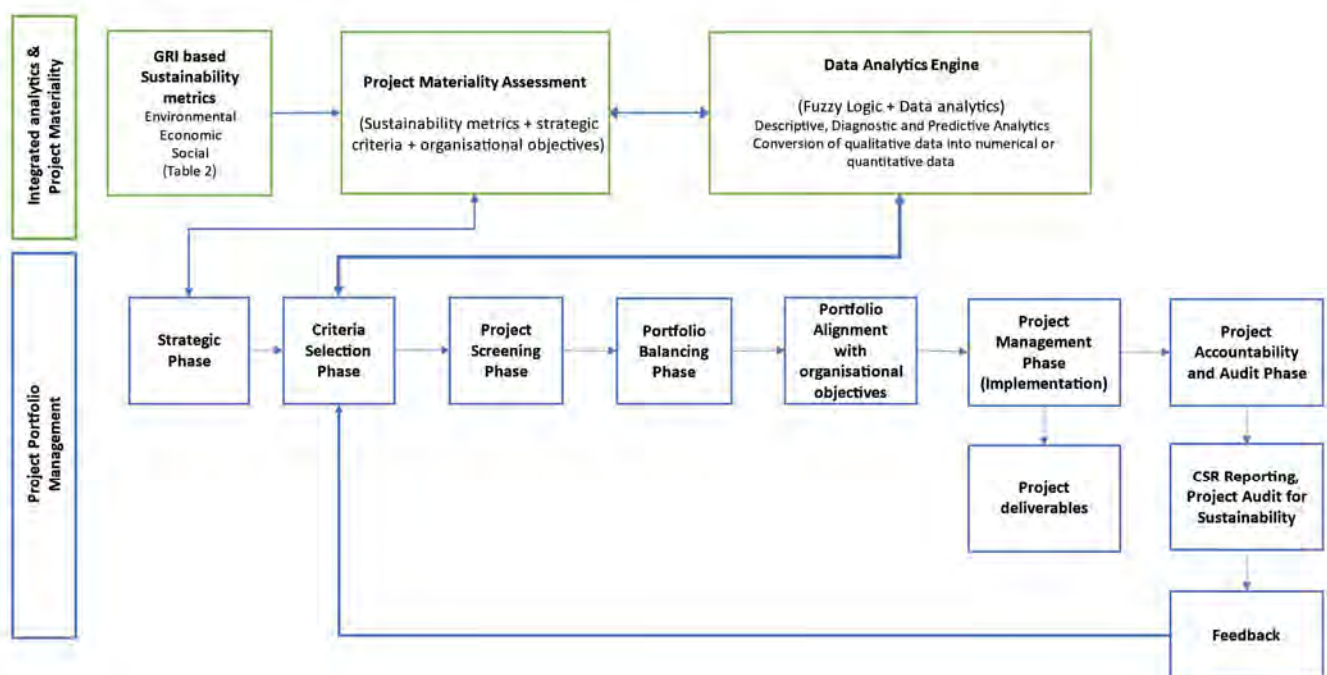 Integrated analytics &
Project Materiality
GRI based
Sustainability
metrics
Environmental
Economic
Social
(Table 2)
Project Materiality Assessment
(Sustainability metrics + strategic
criteria + organisational objectives)
Data Analytics Engine
(Fuzzy Logic + Data analytics)
Descriptive, Diagnostic and Predictive Analytics
Conversion of qualitative data into numerical or
quantitative data
Project Portfolio
Management
Strategic
Phase
Criteria
Selection
Phase
Project
Screening
Phase
Portfolio
Balancing
Phase
Portfolio
Alignment
with
organisational
objectives
Project
Management
Phase
(Implementation)
Project
Accountability
and Audit Phase
Project
deliverables
CSR Reporting,
Project Audit for
Sustainability
Feedback